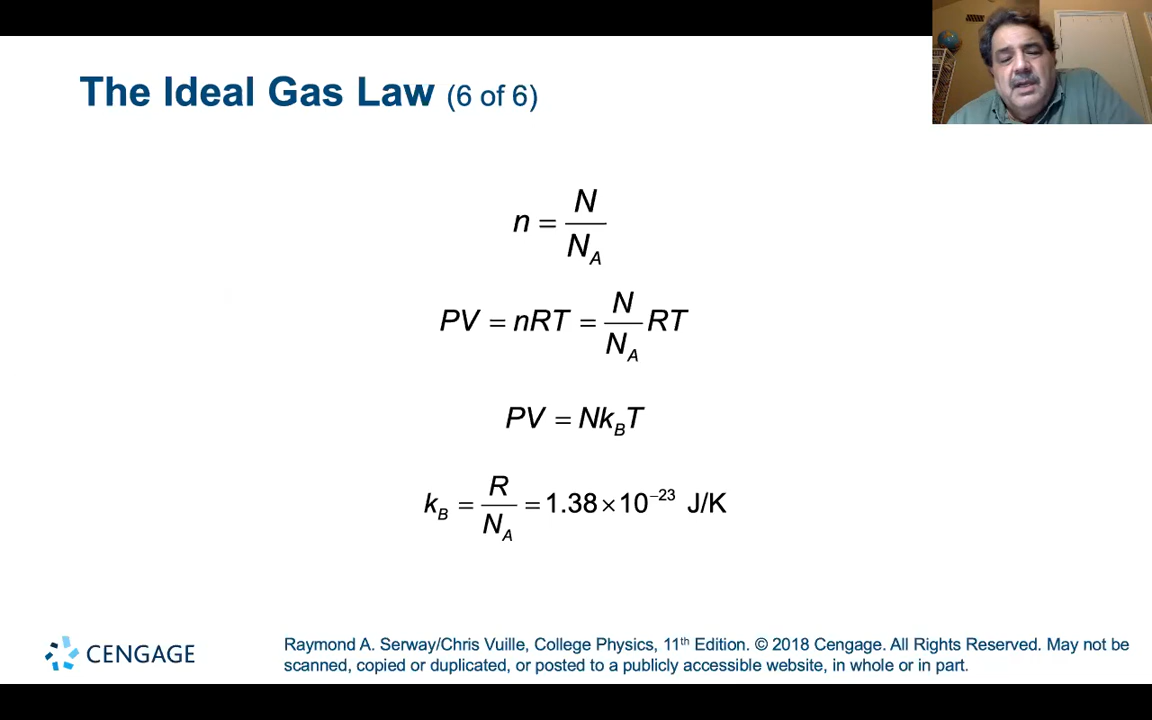 The Ideal Gas Law (6 of 6)
n = N / N_A
PV = nRT = N / N_A RT
PV = Nk_BT
k_B = R / N_A = 1.38 × 10⁻²³ J/K
CENGAGE
Raymond A. Serway/Chris Vuille, College Physics, 11th Edition. © 2018 Cengage. All Rights Reserved. May not be
scanned, copied or duplicated, or posted to a publicly accessible website, in whole or in part.